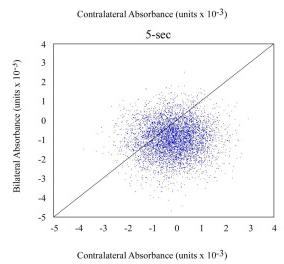 Contralateral Absorbance (units x 10-3)
5-sec
Bilateral Absorbance (units x 10-3)
4
3
2
1
0
-1
-2
-3
-4
-5
-5 -4 -3 -2 -1 0 1 2 3 4
Contralateral Absorbance (units x 10-3)